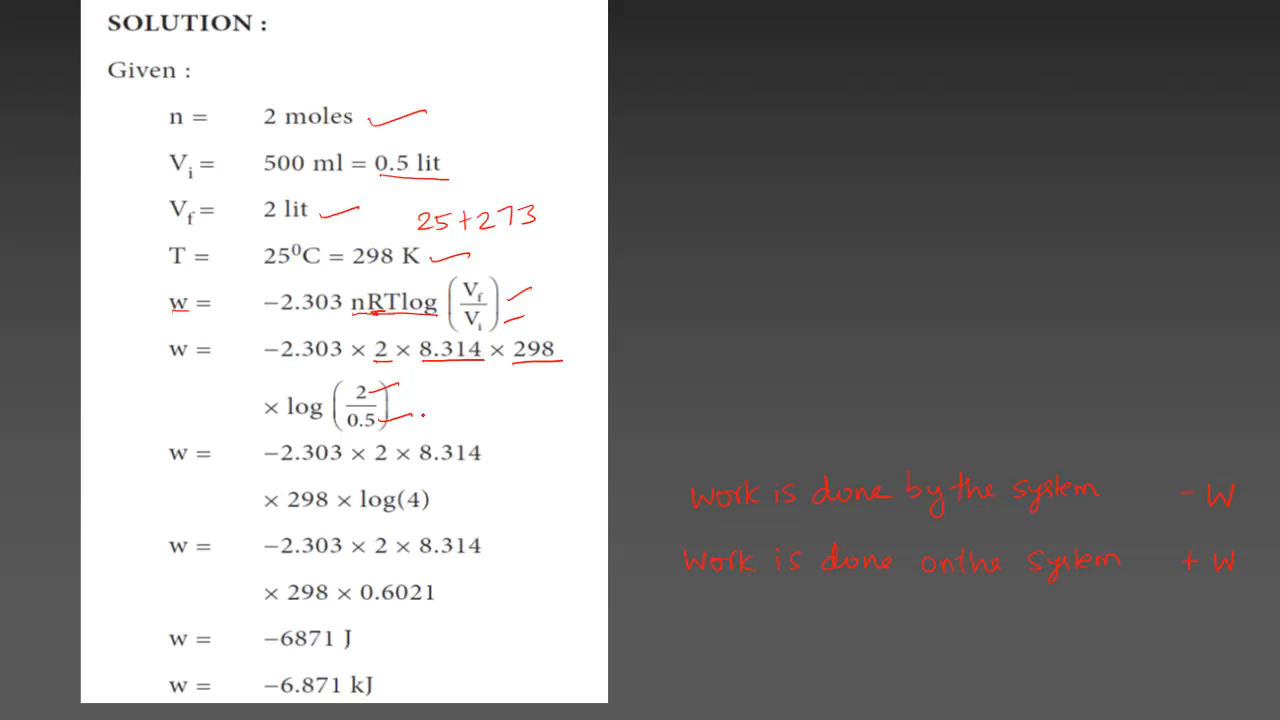 SOLUTION :
Given :
n = 2 moles
Vi = 500 ml = 0.5 lit
Vf = 2 lit
25+273
T = 25⁰C = 298 K
w = −2.303 nRTlog (Vf/Vi)
w = −2.303 × 2 × 8.314 × 298
× log (2/0.5)
w = −2.303 × 2 × 8.314
× 298 × log(4)
w = −2.303 × 2 × 8.314
× 298 × 0.6021
w = −6871 J
w = −6.871 kJ
Work is done by the system − W
Work is done on the system + W